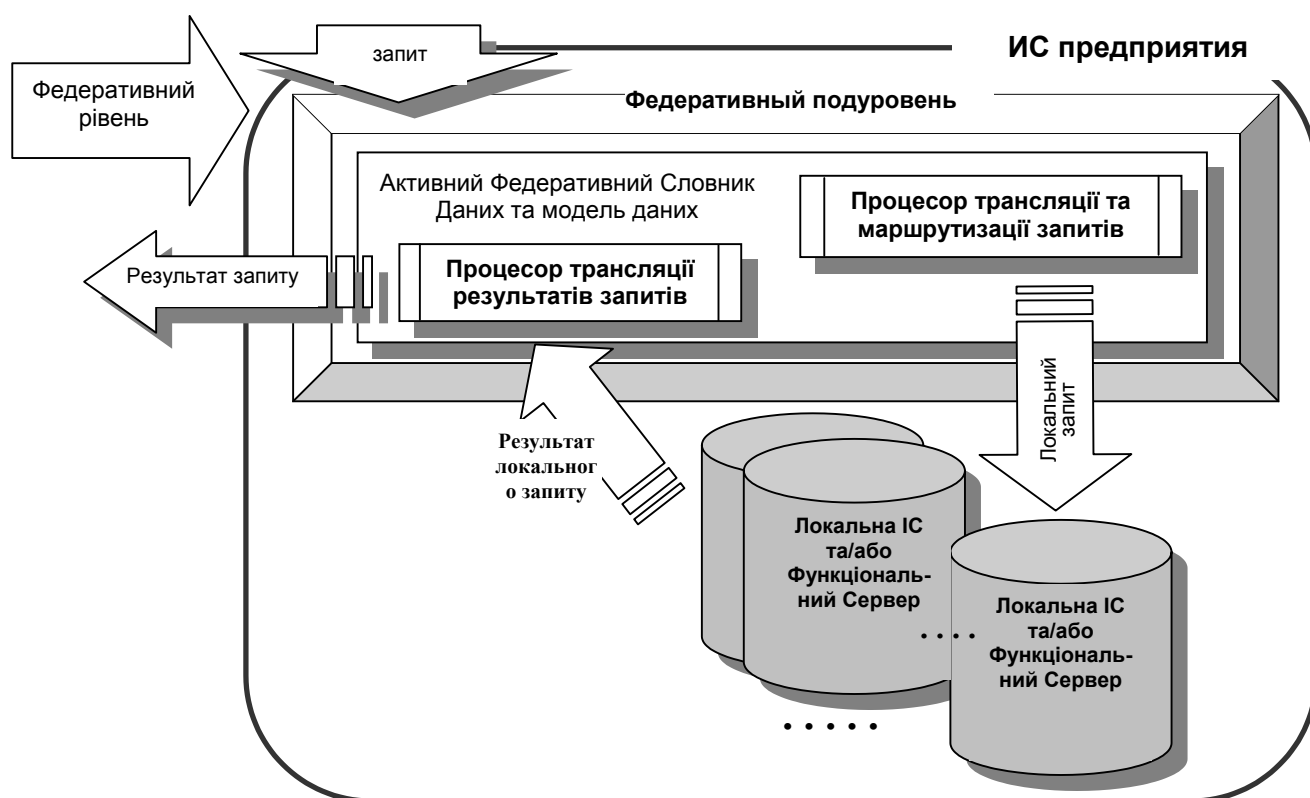 запит
ИС предприятия
Федеративний
рівень
Федеративный подуровень
Активний Федеративний Словник
Даних та модель даних
Процесор трансляції та
маршрутизації запитів
Результат запиту
Процесор трансляції
результатів запитів
Локальний
запит
Результат
локальног
о запиту
Локальна ІС
та/або
Функціональ-
ний Сервер
. . . .
Локальна ІС
та/або
Функціональ-
ний Сервер
. . . . .